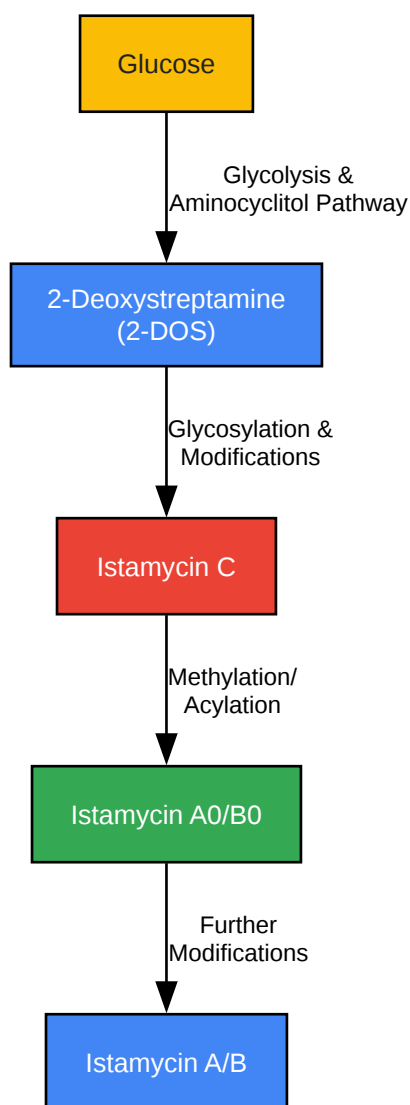 Glucose
Glycolysis &
Aminocyclitol Pathway
2-Deoxystreptamine
(2-DOS)
Glycosylation &
Modifications
Istamycin C
Methylation/
Acylation
Istamycin A0/B0
Further
Modifications
Istamycin A/B